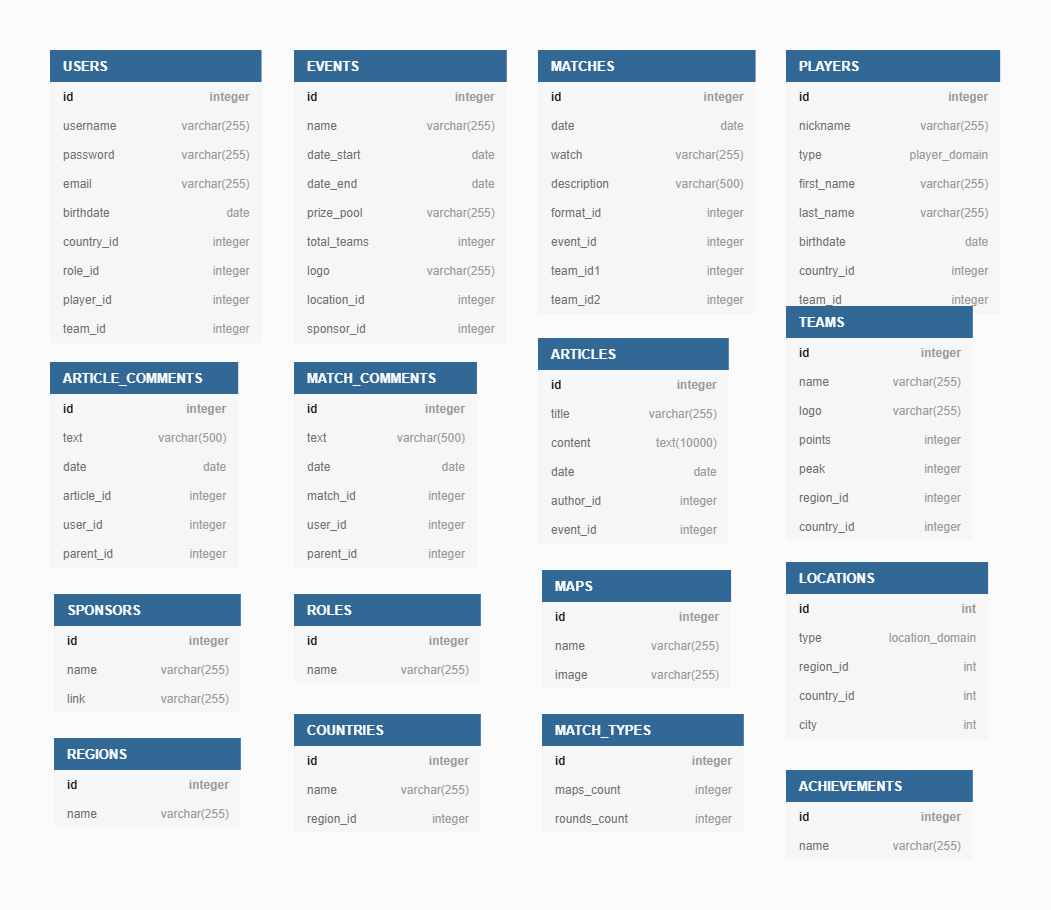 USERS
id integer
username varchar(255)
password varchar(255)
email varchar(255)
birthdate date
country_id integer
role_id integer
player_id integer
team_id integer
EVENTS
id integer
name varchar(255)
date_start date
date_end date
prize_pool varchar(255)
total_teams integer
logo varchar(255)
location_id integer
sponsor_id integer
MATCHES
id integer
date date
watch varchar(255)
description varchar(500)
format_id integer
event_id integer
team_id1 integer
team_id2 integer
PLAYERS
id integer
nickname varchar(255)
type player_domain
first_name varchar(255)
last_name varchar(255)
birthdate date
country_id integer
team_id integer
ARTICLE_COMMENTS
id integer
text varchar(500)
date date
article_id integer
user_id integer
parent_id integer
MATCH_COMMENTS
id integer
text varchar(500)
date date
match_id integer
user_id integer
parent_id integer
ARTICLES
id integer
title varchar(255)
content text(10000)
date date
author_id integer
event_id integer
TEAMS
id integer
name varchar(255)
logo varchar(255)
points integer
peak integer
region_id integer
country_id integer
SPONSORS
id integer
name varchar(255)
link varchar(255)
ROLES
id integer
name varchar(255)
MAPS
id integer
name varchar(255)
image varchar(255)
LOCATIONS
id int
type location_domain
region_id int
country_id int
city int
REGIONS
id integer
name varchar(255)
COUNTRIES
id integer
name varchar(255)
region_id integer
MATCH_TYPES
id integer
maps_count integer
rounds_count integer
ACHIEVEMENTS
id integer
name varchar(255)